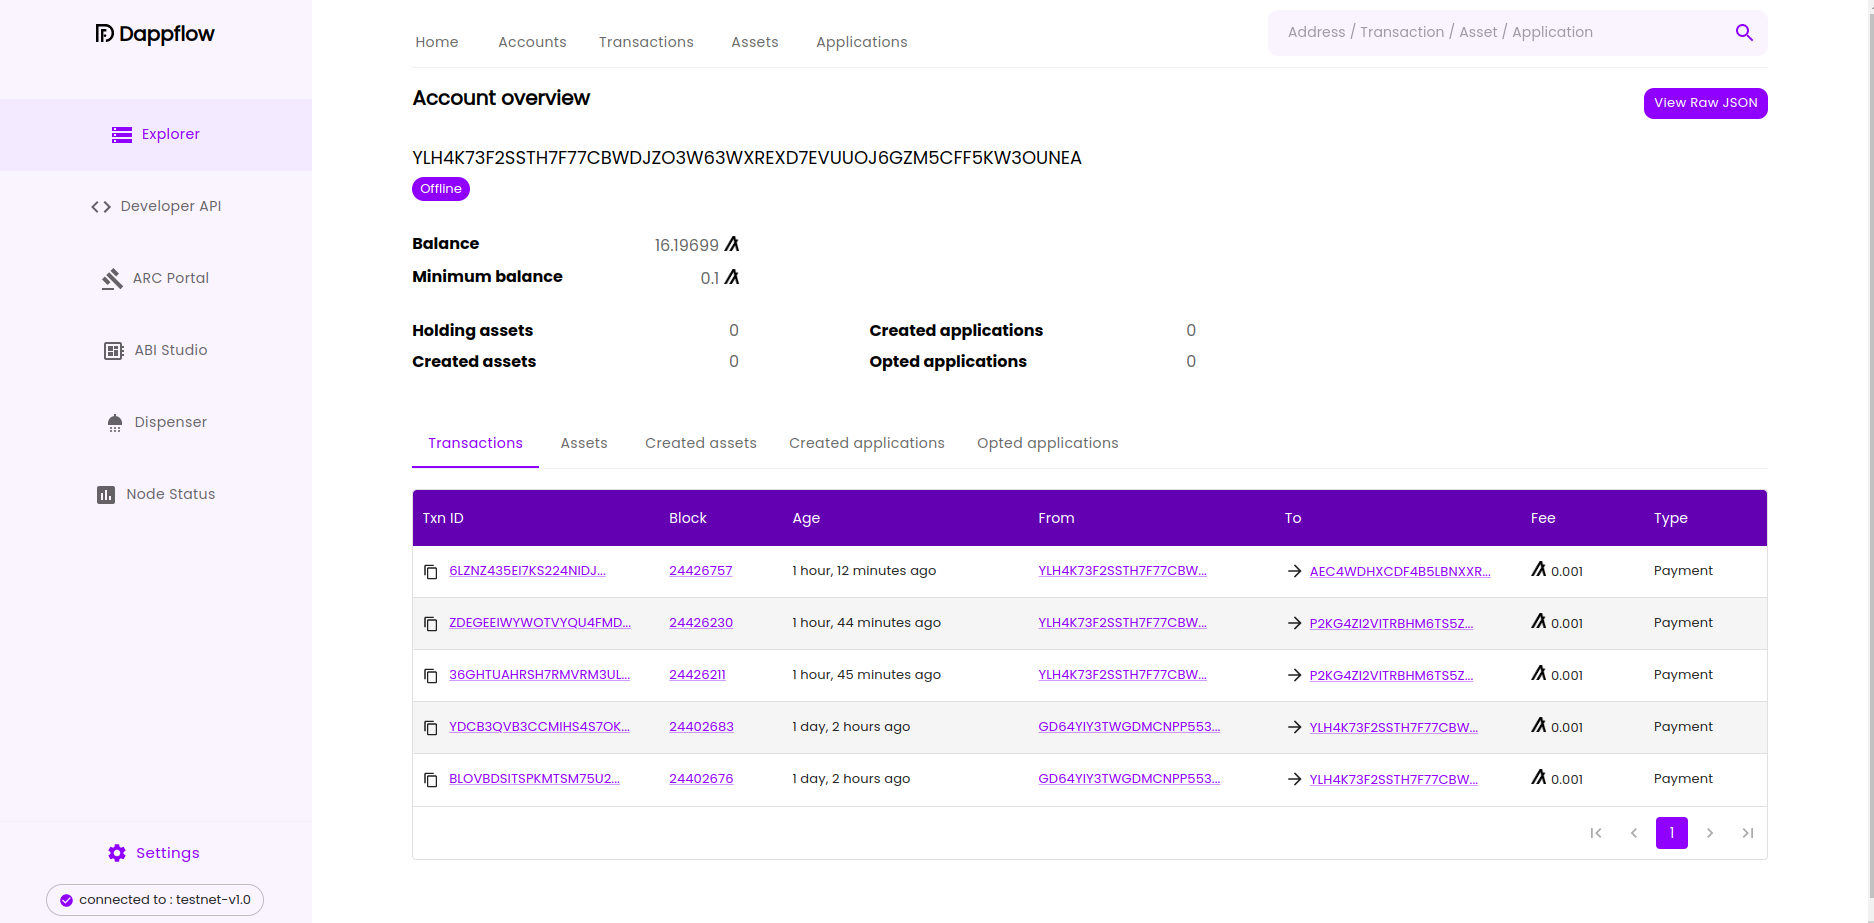 Dappflow
Explorer
Developer API
ARC Portal
ABI Studio
Dispenser
Node Status
Settings
connected to : testnet-v1.0
Home Accounts Transactions Assets Applications
Address / Transaction / Asset / Application
Account overview
View Raw JSON
YLH4K73F2SSTH7F77CBWDJZO3W63WXREXD7EVUUOJ6GZM5CFF5KW3OUNEA
Offline
Balance 16.19699
Minimum balance 0.1
Holding assets 0 Created applications 0
Created assets 0 Opted applications 0
Transactions Assets Created assets Created applications Opted applications
Txn ID Block Age From To Fee Type
6LZNZ435EI7KS224NIDJ... 24426757 1 hour, 12 minutes ago YLH4K73F2SSTH7F77CBW... AEC4WDHXCDF4B5LBNXXR... 0.001 Payment
ZDEGEEIWYWOTVYQU4FMD... 24426230 1 hour, 44 minutes ago YLH4K73F2SSTH7F77CBW... P2KG4ZI2VITRBHM6TS5Z... 0.001 Payment
36GHTUAHRSH7RMVRM3UL... 24426211 1 hour, 45 minutes ago YLH4K73F2SSTH7F77CBW... P2KG4ZI2VITRBHM6TS5Z... 0.001 Payment
YDCB3QVB3CCMIHS4S7OK... 24402683 1 day, 2 hours ago GD64YIY3TWGDMCNPP553... YLH4K73F2SSTH7F77CBW... 0.001 Payment
BLOVBDSITSPKMTSM75U2... 24402676 1 day, 2 hours ago GD64YIY3TWGDMCNPP553... YLH4K73F2SSTH7F77CBW... 0.001 Payment
1